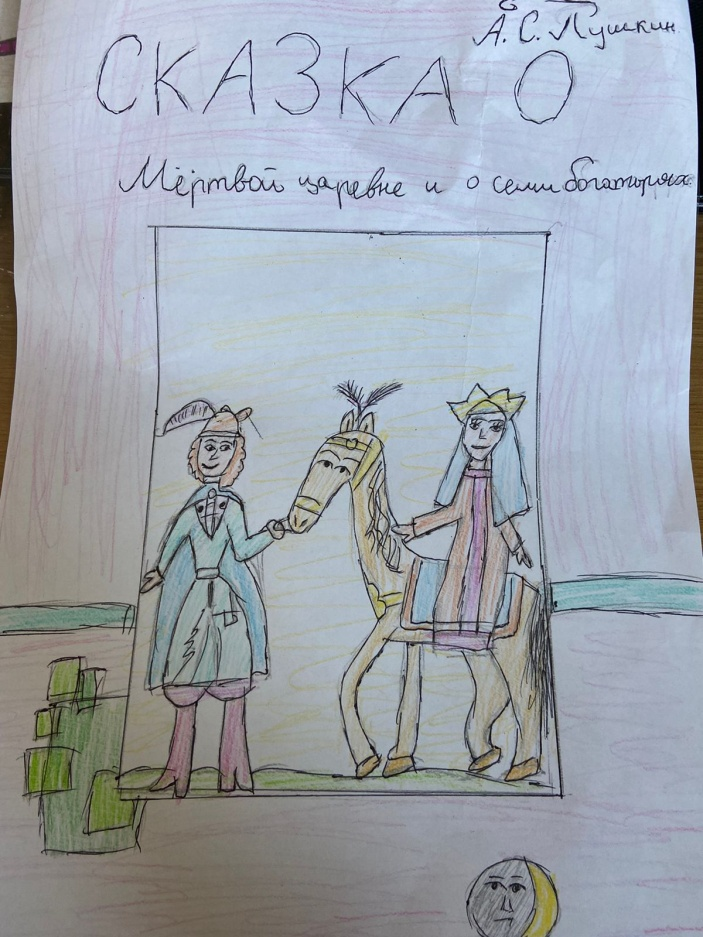 А. С. Пушкин
СКАЗКА О
Мёртвой царевне и о семи богатырях.